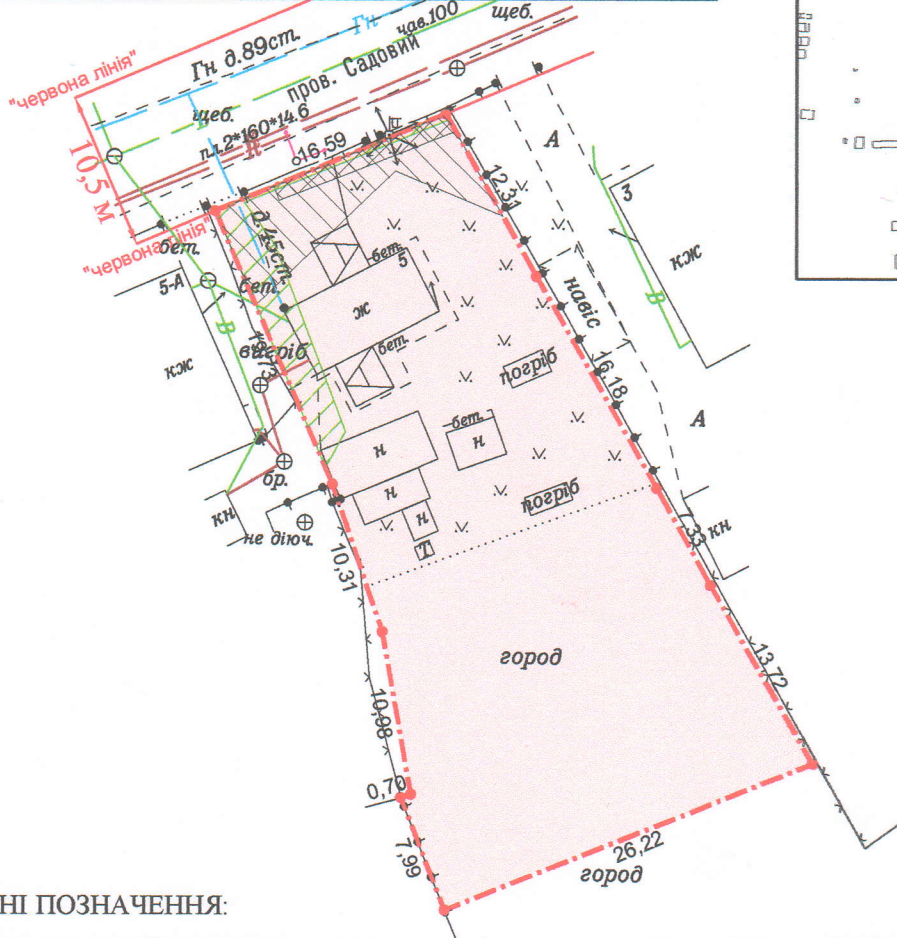 щеб.
Гн
чав.100
Гн д.89ст.
пров. Садовий
"червона лінія"
щеб.
В
пл.2*160*14.6
К
10,5 м
16,59
12,31
А
3
кж
В
"червона лінія"
бет.
5-А
д.45ст.
бет.
бет.
5
ж
навіс
В
кж
вигріб
бет.
погріб
16,18
А
бет.
н
н
бр.
н
погріб
кн
не діюч.
н
Т
7,33
кн
10,31
город
13,72
10,98
0,70
7,99
26,22
город
НІ ПОЗНАЧЕННЯ: